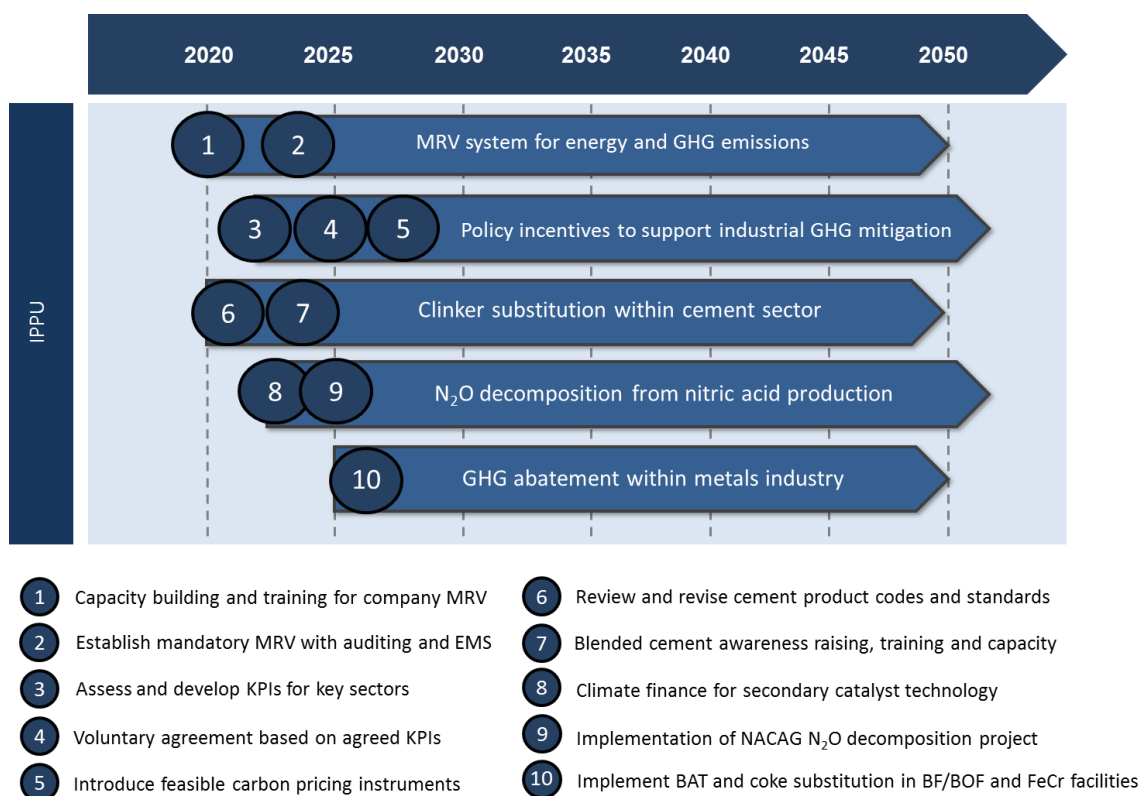 2020 2025 2030 2035 2040 2045 2050
IPPU
1 2 MRV system for energy and GHG emissions
3 4 5 Policy incentives to support industrial GHG mitigation
6 7 Clinker substitution within cement sector
8 9 N₂O decomposition from nitric acid production
10 GHG abatement within metals industry
1 Capacity building and training for company MRV
2 Establish mandatory MRV with auditing and EMS
3 Assess and develop KPIs for key sectors
4 Voluntary agreement based on agreed KPIs
5 Introduce feasible carbon pricing instruments
6 Review and revise cement product codes and standards
7 Blended cement awareness raising, training and capacity
8 Climate finance for secondary catalyst technology
9 Implementation of NACAG N₂O decomposition project
10 Implement BAT and coke substitution in BF/BOF and FeCr facilities